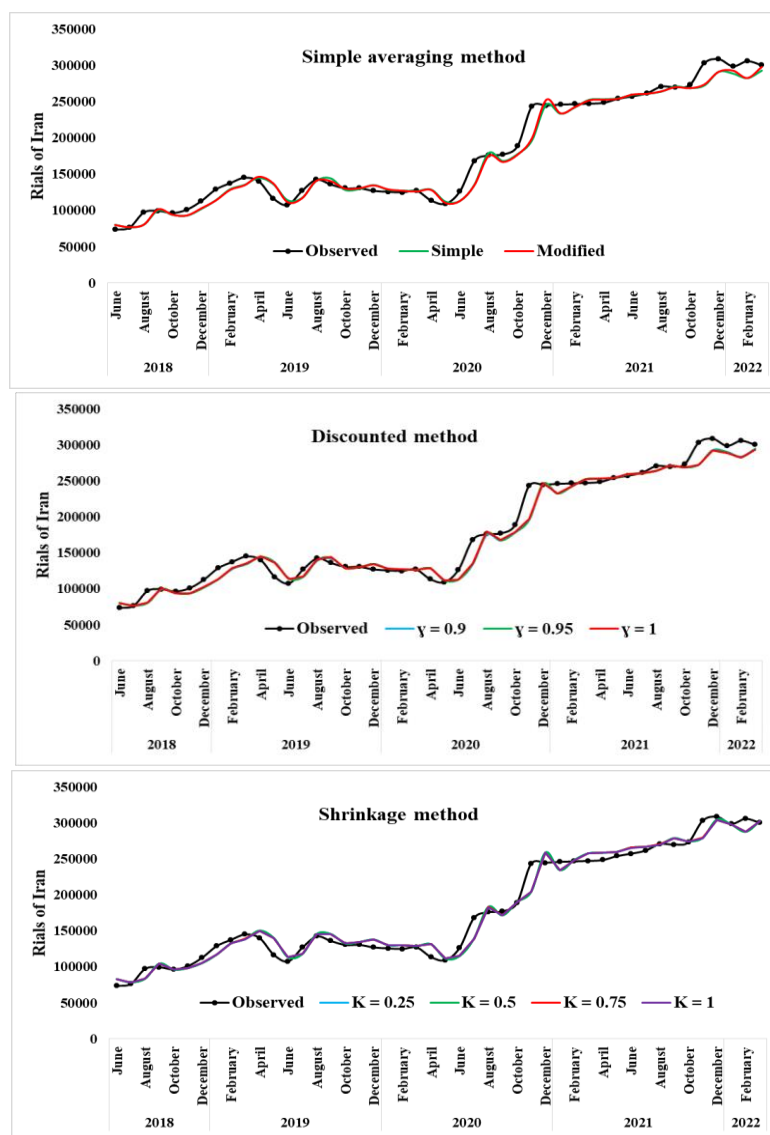 Simple averaging method
Rials of Iran
350000
300000
250000
200000
150000
100000
50000
0
Observed Simple Modified
June August October December February April June August October December February April June August October December February April June August October December February
2018 2019 2020 2021 2022
Discounted method
Rials of Iran
350000
300000
250000
200000
150000
100000
50000
0
Observed ɣ = 0.9 ɣ = 0.95 ɣ = 1
June August October December February April June August October December February April June August October December February April June August October December February
2018 2019 2020 2021 2022
Shrinkage method
Rials of Iran
350000
300000
250000
200000
150000
100000
50000
0
Observed K = 0.25 K = 0.5 K = 0.75 K = 1
June August October December February April June August October December February April June August October December February April June August October December February
2018 2019 2020 2021 2022